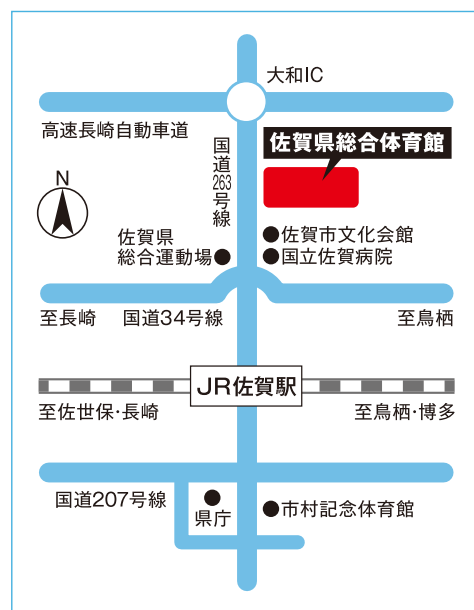 大和IC
高速長崎自動車道
国道263号線
佐賀県総合体育館
N
佐賀県
総合運動場
佐賀市文化会館
国立佐賀病院
至長崎
国道34号線
至鳥栖
JR佐賀駅
至佐世保・長崎
至鳥栖・博多
国道207号線
県庁
市村記念体育館